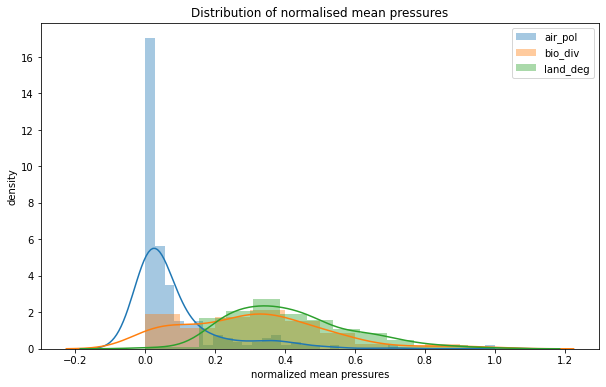 Distribution of normalised mean pressures
air_pol
bio_div
land_deg
density
16
14
12
10
8
6
4
2
0
−0.2 0.0 0.2 0.4 0.6 0.8 1.0 1.2
normalized mean pressures